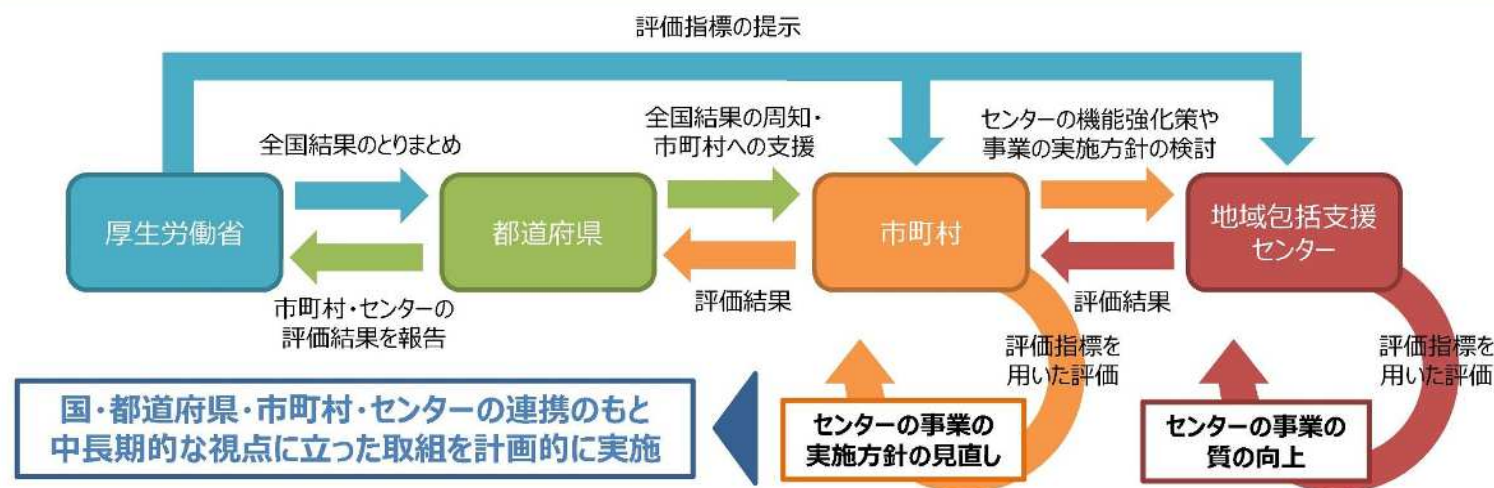 評価指標の提示
全国結果のとりまとめ
全国結果の周知・
市町村への支援
センターの機能強化策や
事業の実施方針の検討
厚生労働省
都道府県
市町村
地域包括支援
センター
市町村・センターの
評価結果を報告
評価結果
評価結果
評価指標を
用いた評価
評価指標を
用いた評価
国・都道府県・市町村・センターの連携のもと
中長期的な視点に立った取組を計画的に実施
センターの事業の
実施方針の見直し
センターの事業の
質の向上